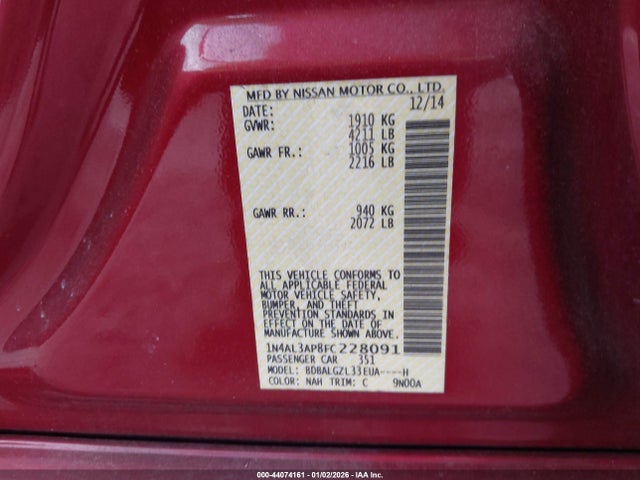 MFD BY NISSAN MOTOR CO., LTD.
DATE: 12/14
GVWR: 1910 KG
4211 LB
GAWR FR.: 1005 KG
2216 LB
GAWR RR.: 940 KG
2072 LB
THIS VEHICLE CONFORMS TO
ALL APPLICABLE FEDERAL
MOTOR VEHICLE SAFETY,
BUMPER, AND THEFT
PREVENTION STANDARDS IN
EFFECT ON THE DATE OF
MANUFACTURE SHOWN ABOVE.
1N4AL3AP8FC228091
PASSENGER CAR 351
MODEL: BDBALGZL33EUA----H
COLOR: NAH TRIM: C 9N00A
000-44074161 - 01/02/2026 - IAA Inc.